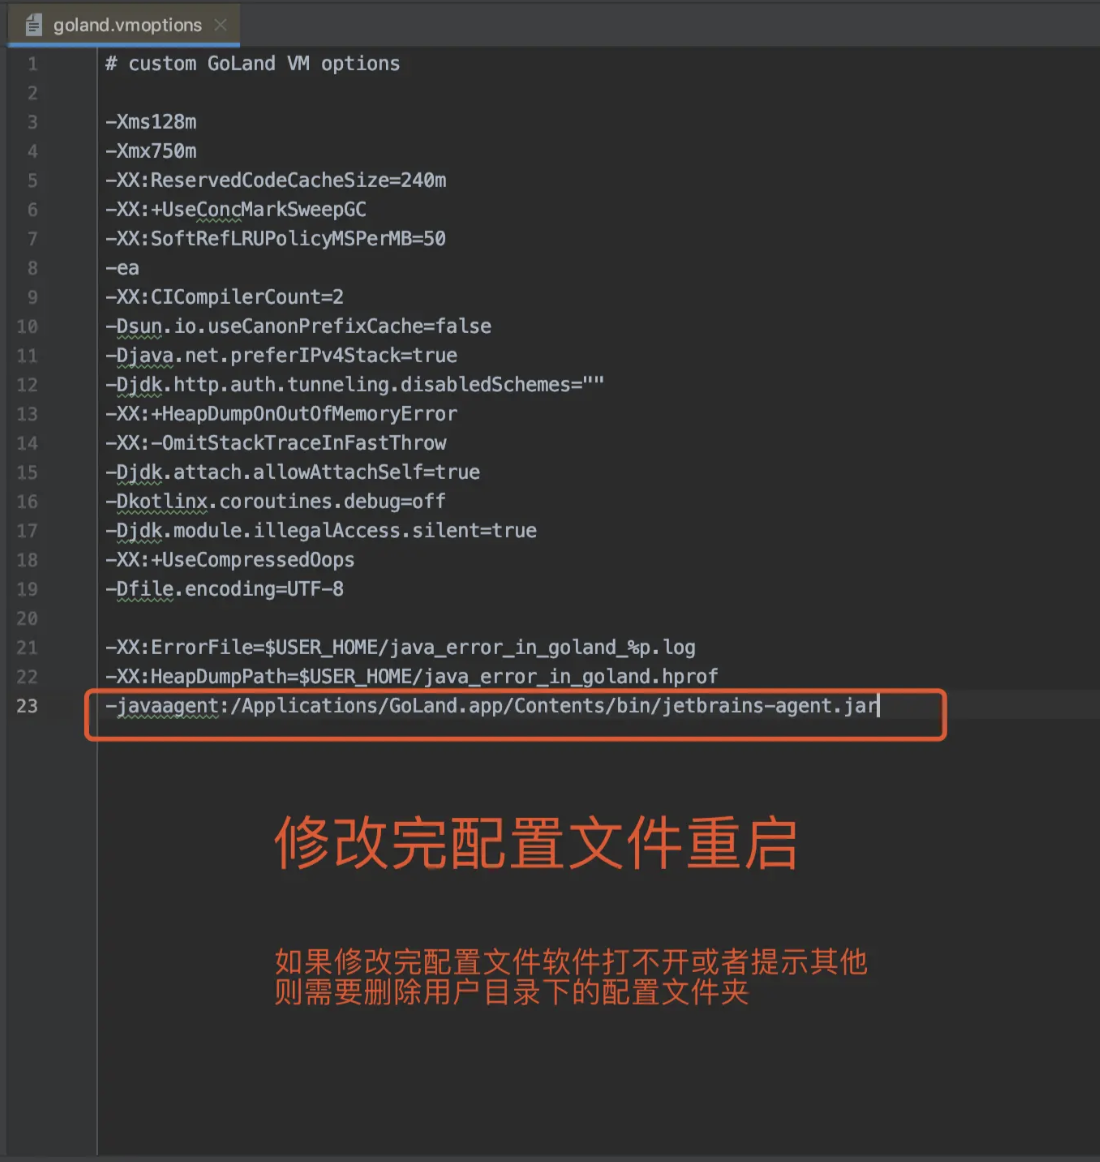 goland.vmoptions
1 # custom GoLand VM options
2
3 -Xms128m
4 -Xmx750m
5 -XX:ReservedCodeCacheSize=240m
6 -XX:+UseConcMarkSweepGC
7 -XX:SoftRefLRUPolicyMSPerMB=50
8 -ea
9 -XX:CICompilerCount=2
10 -Dsun.io.useCanonPrefixCache=false
11 -Djava.net.preferIPv4Stack=true
12 -Djdk.http.auth.tunneling.disabledSchemes=""
13 -XX:+HeapDumpOnOutOfMemoryError
14 -XX:-OmitStackTraceInFastThrow
15 -Djdk.attach.allowAttachSelf=true
16 -Dkotlinx.coroutines.debug=off
17 -Djdk.module.illegalAccess.silent=true
18 -XX:+UseCompressedOops
19 -Dfile.encoding=UTF-8
20
21 -XX:ErrorFile=$USER_HOME/java_error_in_goland_%p.log
22 -XX:HeapDumpPath=$USER_HOME/java_error_in_goland.hprof
23 -javaagent:/Applications/GoLand.app/Contents/bin/jetbrains-agent.jar
修改完配置文件重启
如果修改完配置文件软件打不开或者提示其他
则需要删除用户目录下的配置文件夹